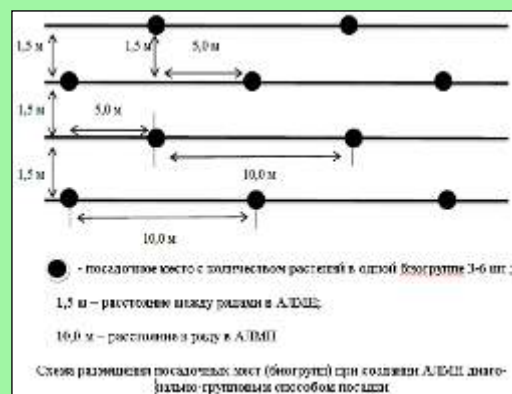 1,5 м
1,5 м
5,0 м
1,5 м
5,0 м
1,5 м
10,0 м
10,0 м
- посадочное место с количеством растений в одной биогруппе 3-6 шт;
1,5 м – расстояние между рядами в АЛМП;
10,0 м – расстояние в ряду в АЛМП
Схема размещения посадочных мест (биогрупп) при создании АЛМП диаго-
нально-групповым способом посадки